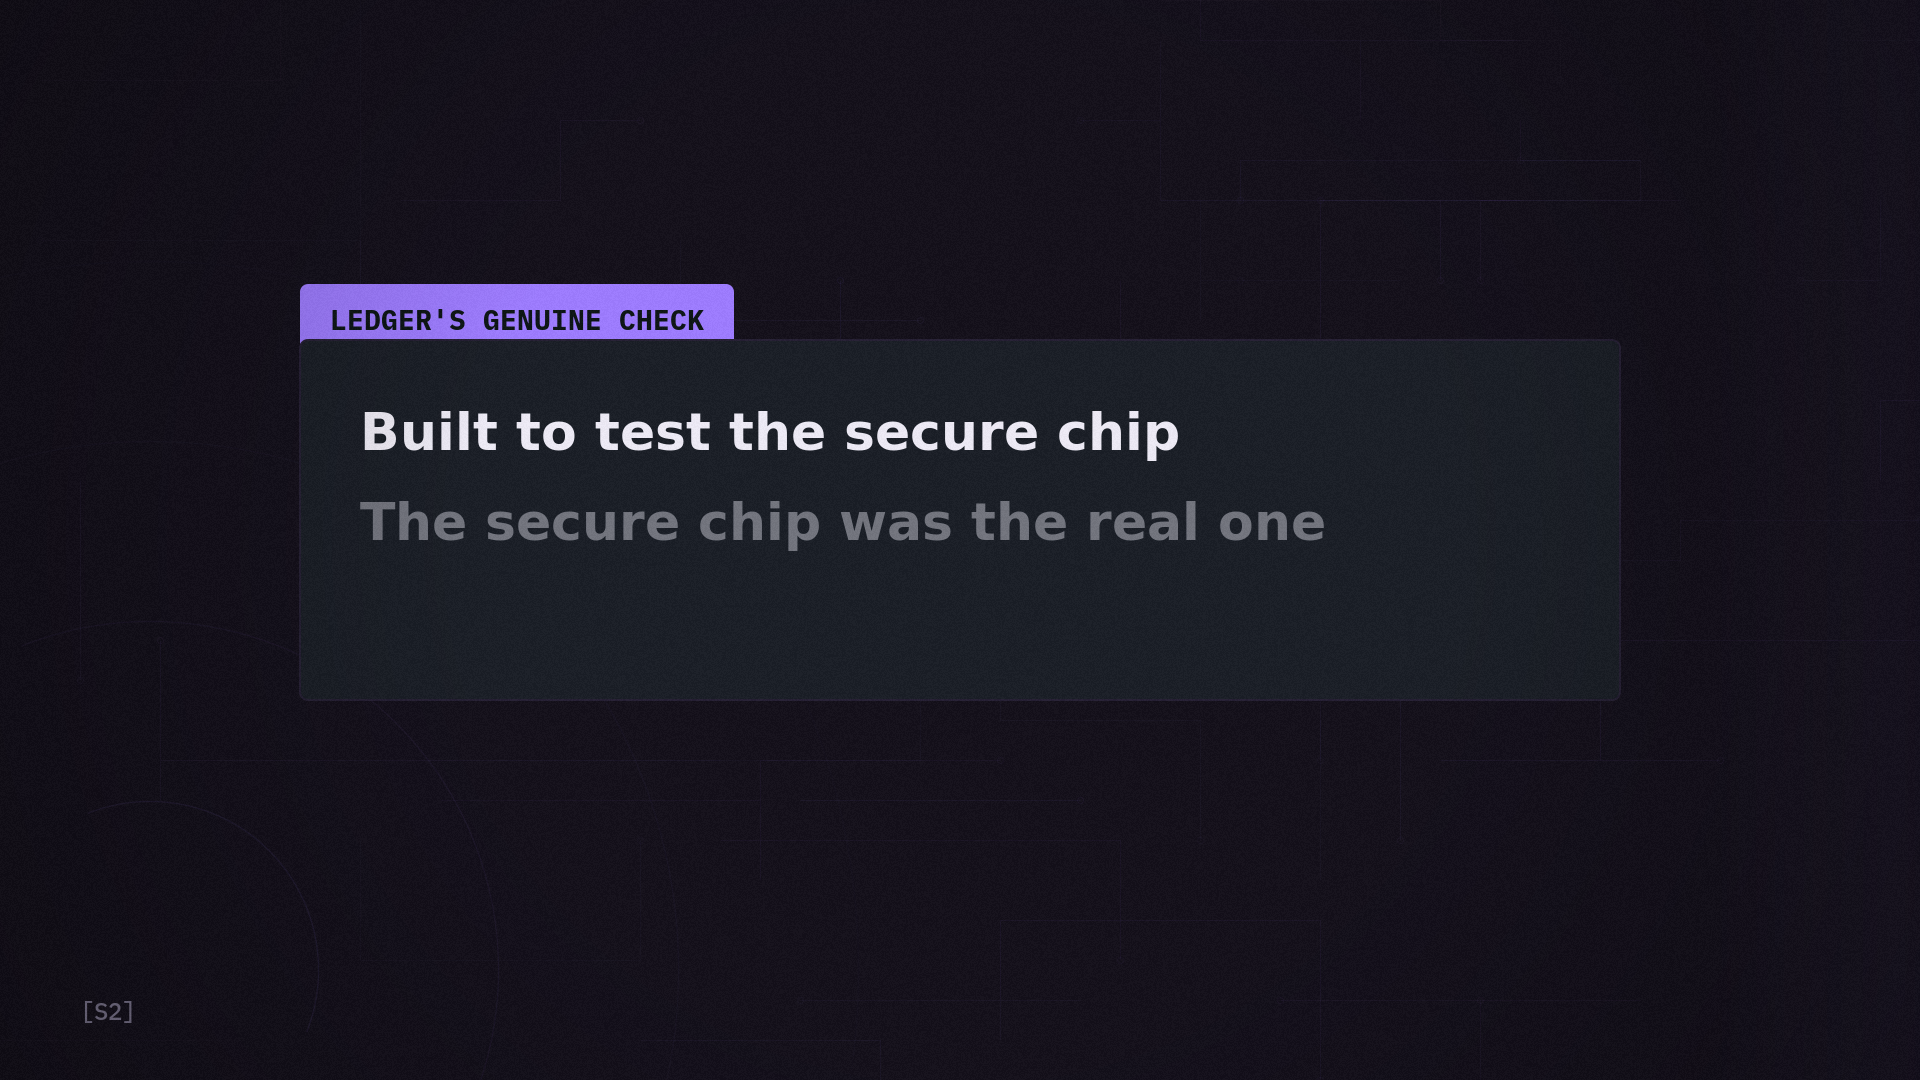 LEDGER'S GENUINE CHECK
Built to test the secure chip
The secure chip was the real one
[S2]